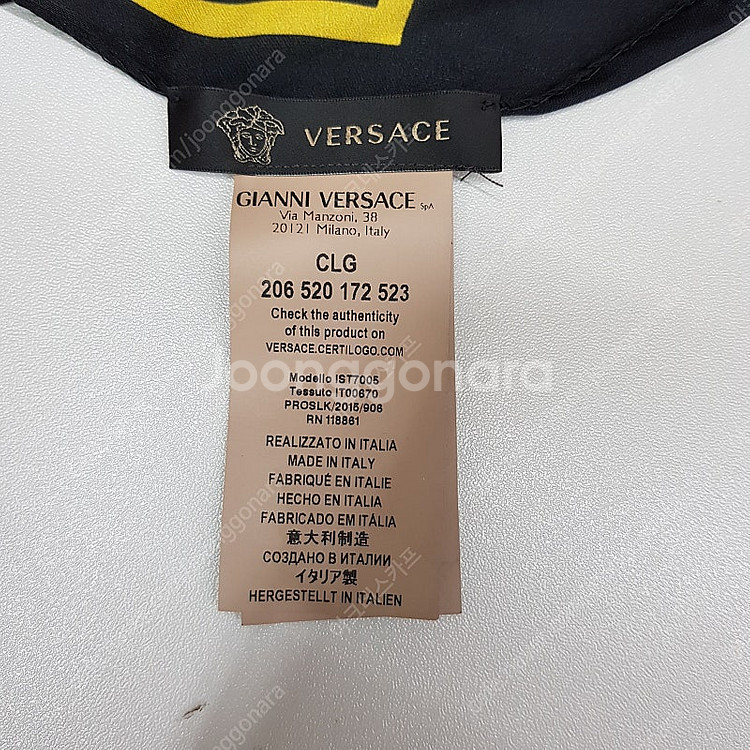 VERSACE
GIANNI VERSACE SpA
Via Manzoni, 38
20121 Milano, Italy
CLG
206 520 172 523
Check the authenticity
of this product on
VERSACE.CERTILOGO.COM
joonggonara
Modello IST7005
Tessuto IT00670
PROSLK/2015/906
RN 118861
REALIZZATO IN ITALIA
MADE IN ITALY
FABRIQUÉ EN ITALIE
HECHO EN ITALIA
FABRICADO EM ITÁLIA
意大利制造
СОЗДАНО В ИТАЛИИ
イタリア製
HERGESTELLT IN ITALIEN